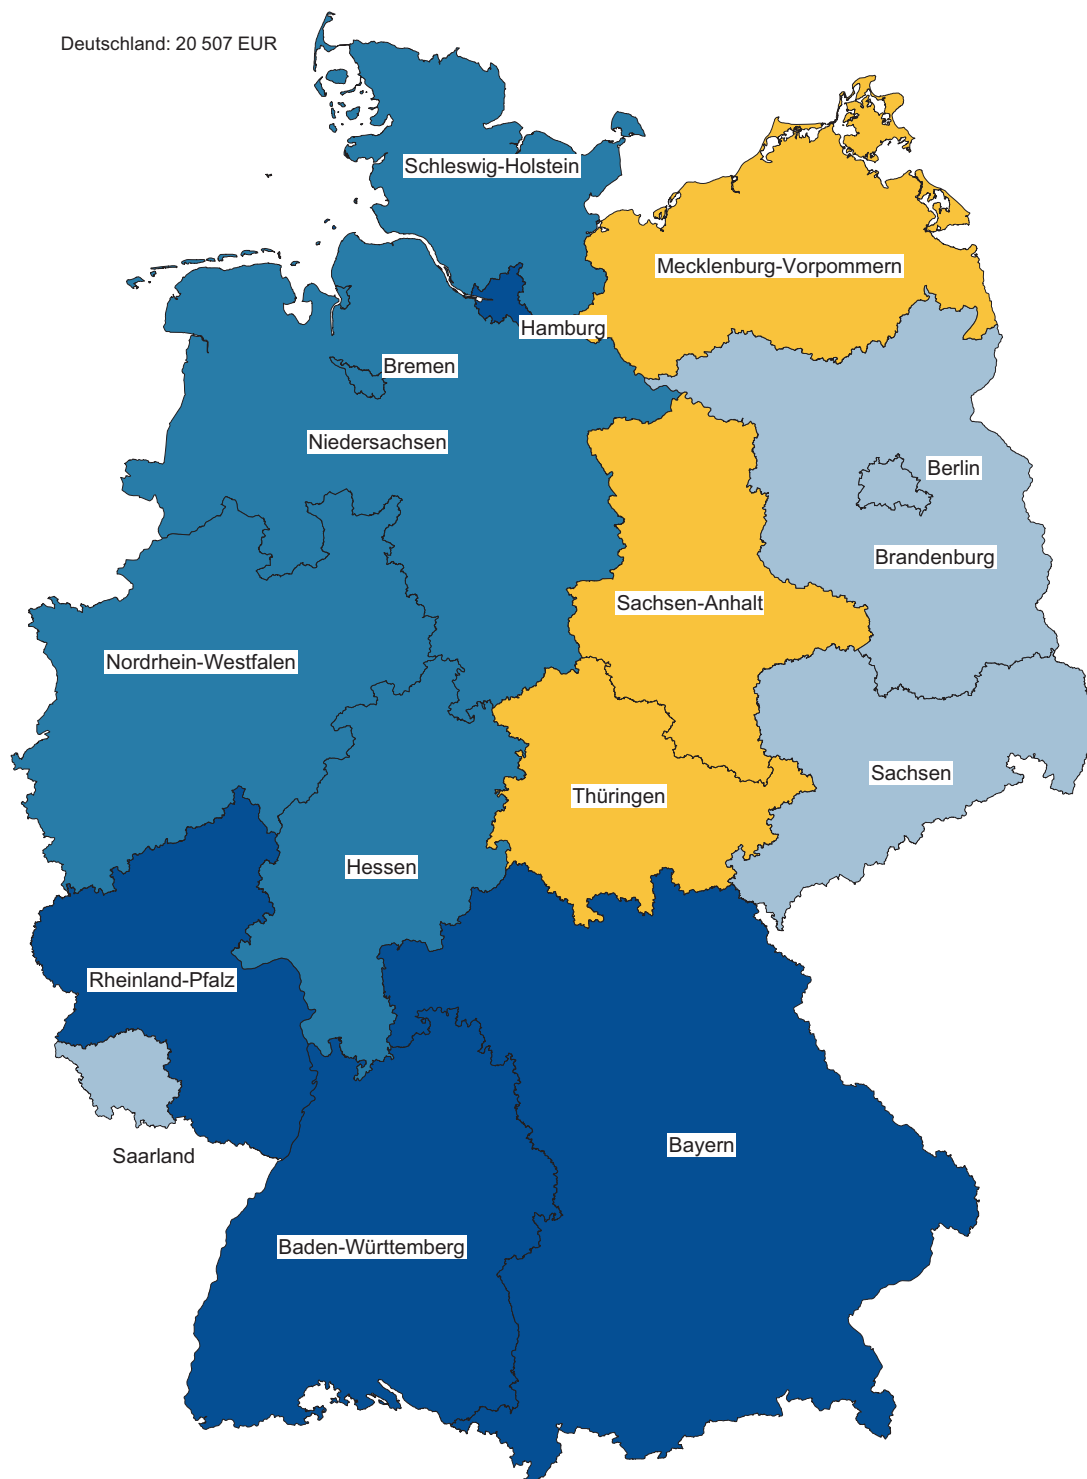 Deutschland: 20 507 EUR
Schleswig-Holstein
Mecklenburg-Vorpommern
Hamburg
Bremen
Niedersachsen
Berlin
Brandenburg
Sachsen-Anhalt
Nordrhein-Westfalen
Sachsen
Thüringen
Hessen
Rheinland-Pfalz
Saarland
Bayern
Baden-Württemberg